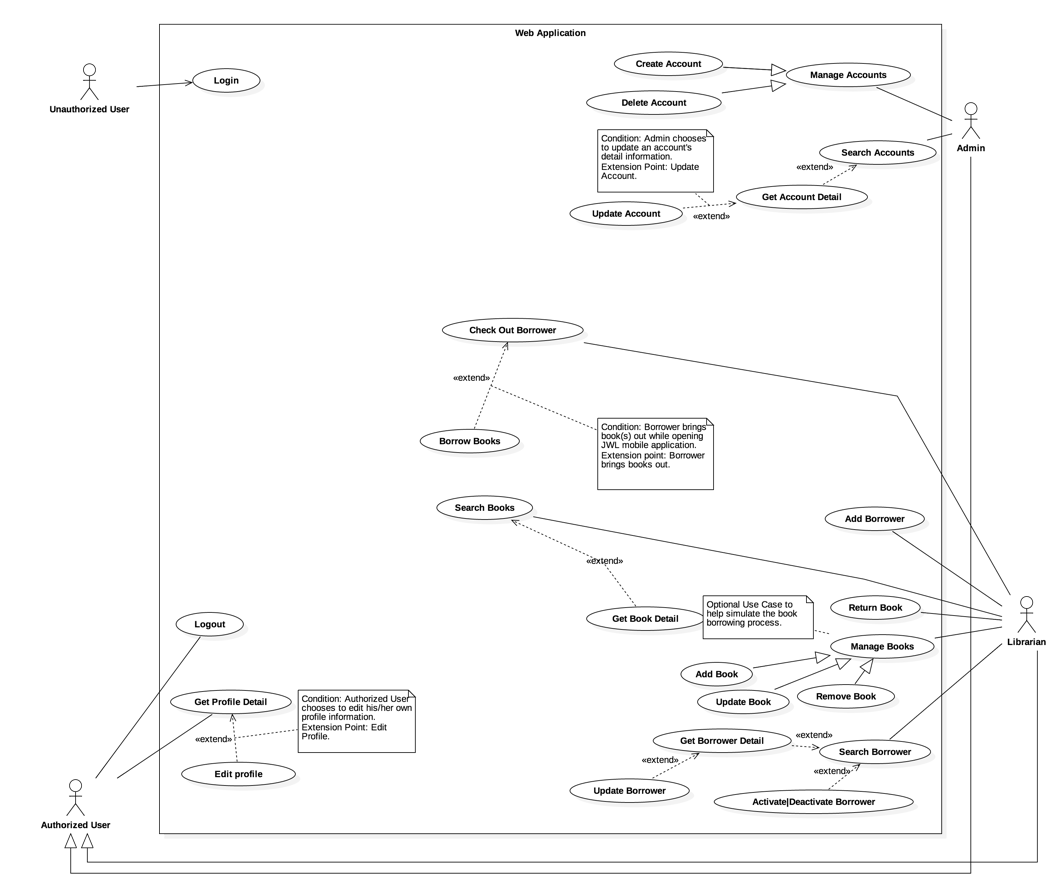 Web Application
Unauthorized User
Login
Create Account
Manage Accounts
Delete Account
Admin
Condition: Admin chooses
to update an account's
detail information.
Extension Point: Update
Account.
Search Accounts
«extend»
Get Account Detail
Update Account
«extend»
Check Out Borrower
«extend»
Borrow Books
Condition: Borrower brings
book(s) out while opening
JWL mobile application.
Extension point: Borrower
brings books out.
Search Books
Add Borrower
«extend»
Get Book Detail
Optional Use Case to
help simulate the book
borrowing process.
Return Book
Librarian
Manage Books
Logout
Add Book
Update Book
Remove Book
Get Profile Detail
Condition: Authorized User
chooses to edit his/her own
profile information.
Extension Point: Edit
Profile.
«extend»
Edit profile
Get Borrower Detail
«extend»
Search Borrower
«extend»
«extend»
Update Borrower
Activate|Deactivate Borrower
Authorized User